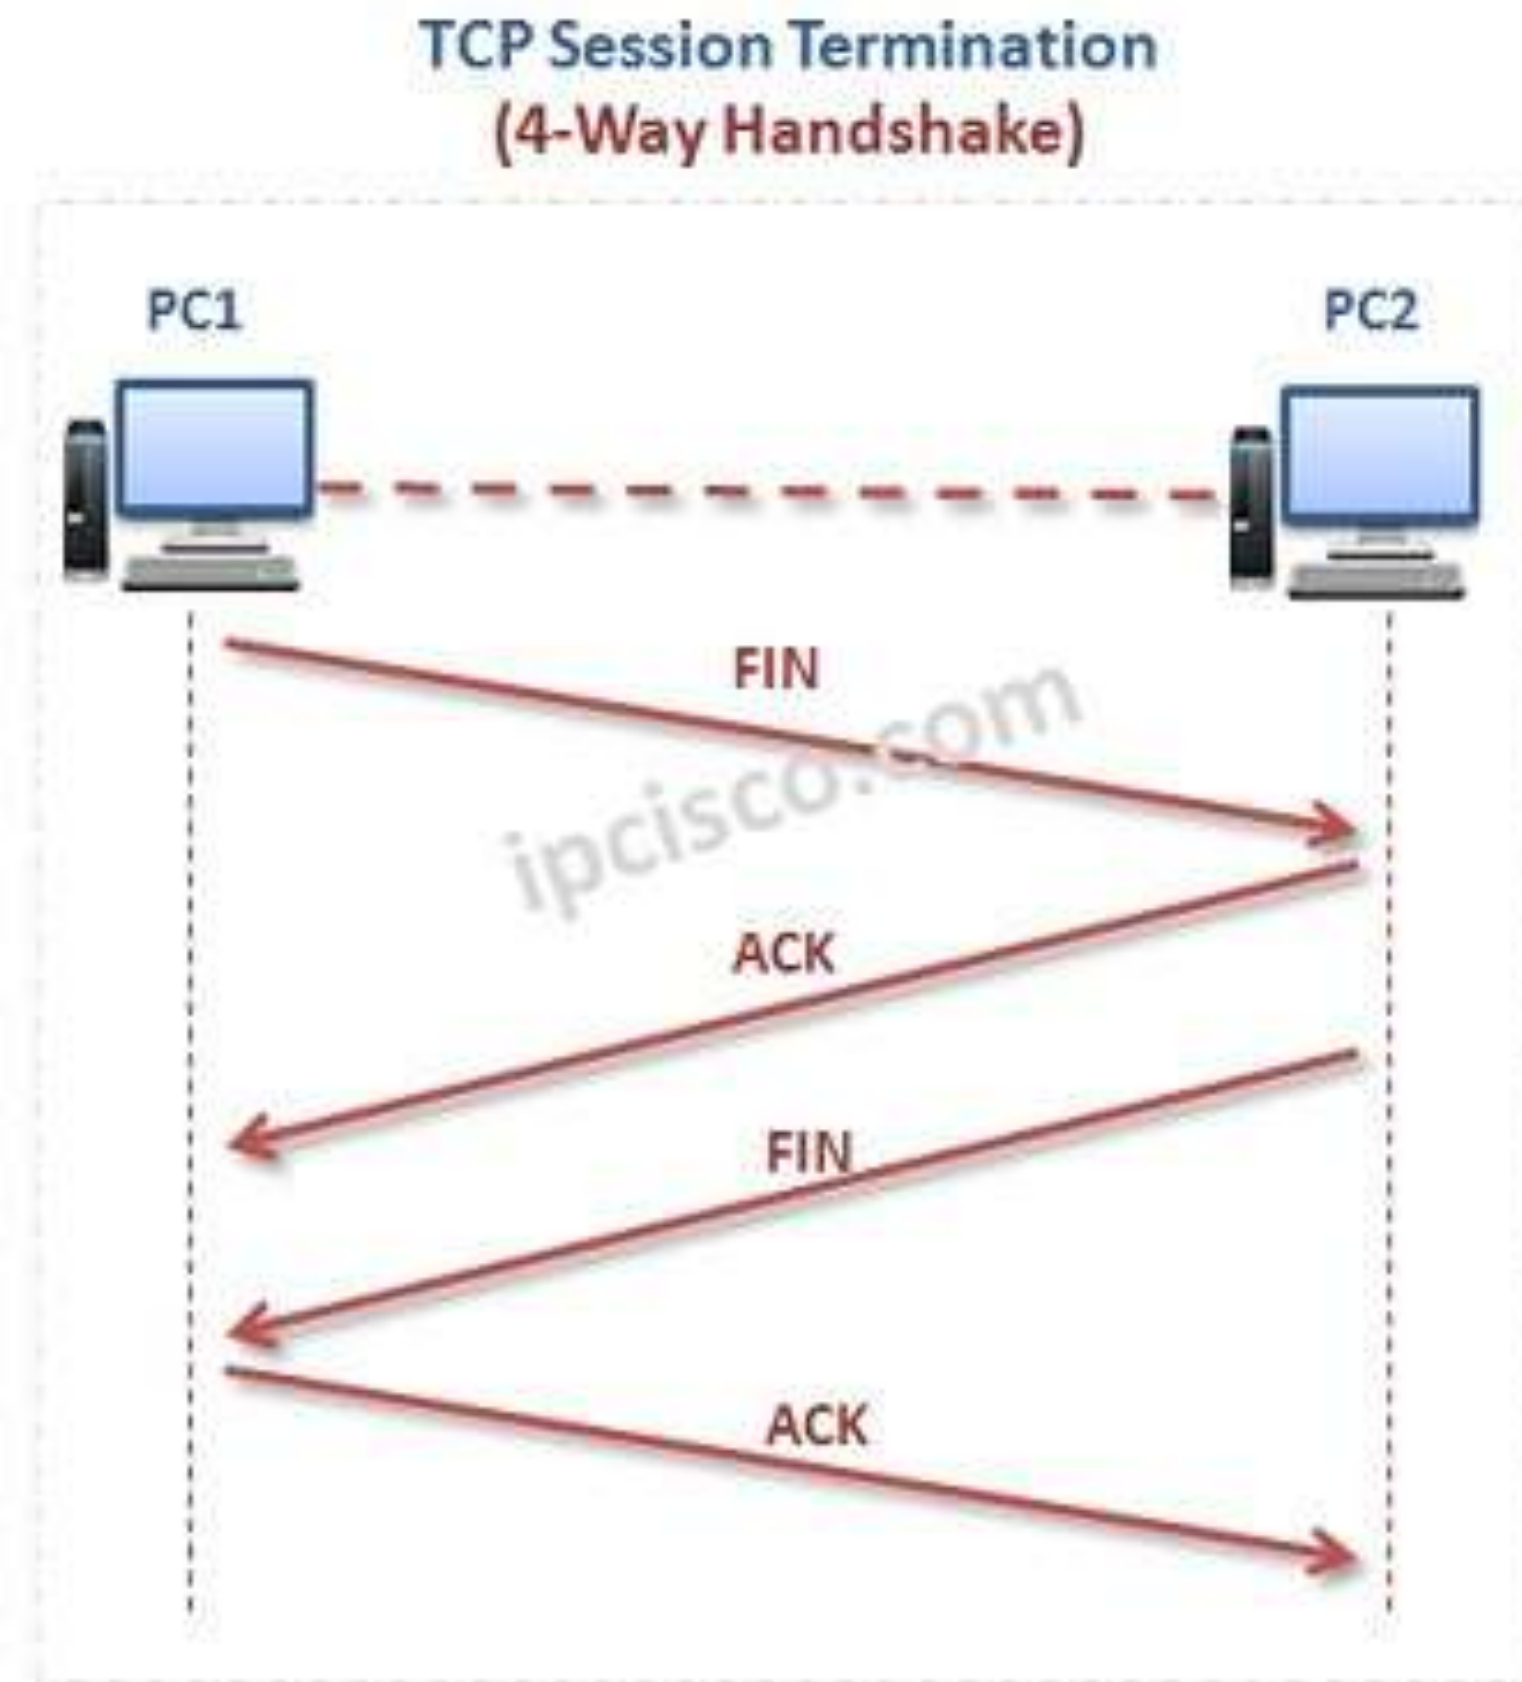 TCP Session Termination
(4-Way Handshake)
PC1
PC2
FIN
ipcisco.com
ACK
FIN
ACK